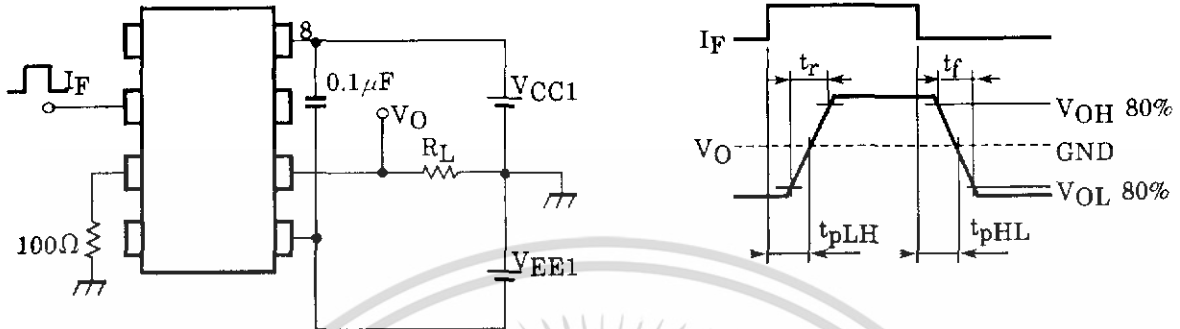 8
I_F
0.1μF
V_CC1
V_O
R_L
100Ω
V_EE1
I_F
t_r
t_f
V_OH 80%
V_O
GND
V_OL 80%
t_pLH
t_pHL